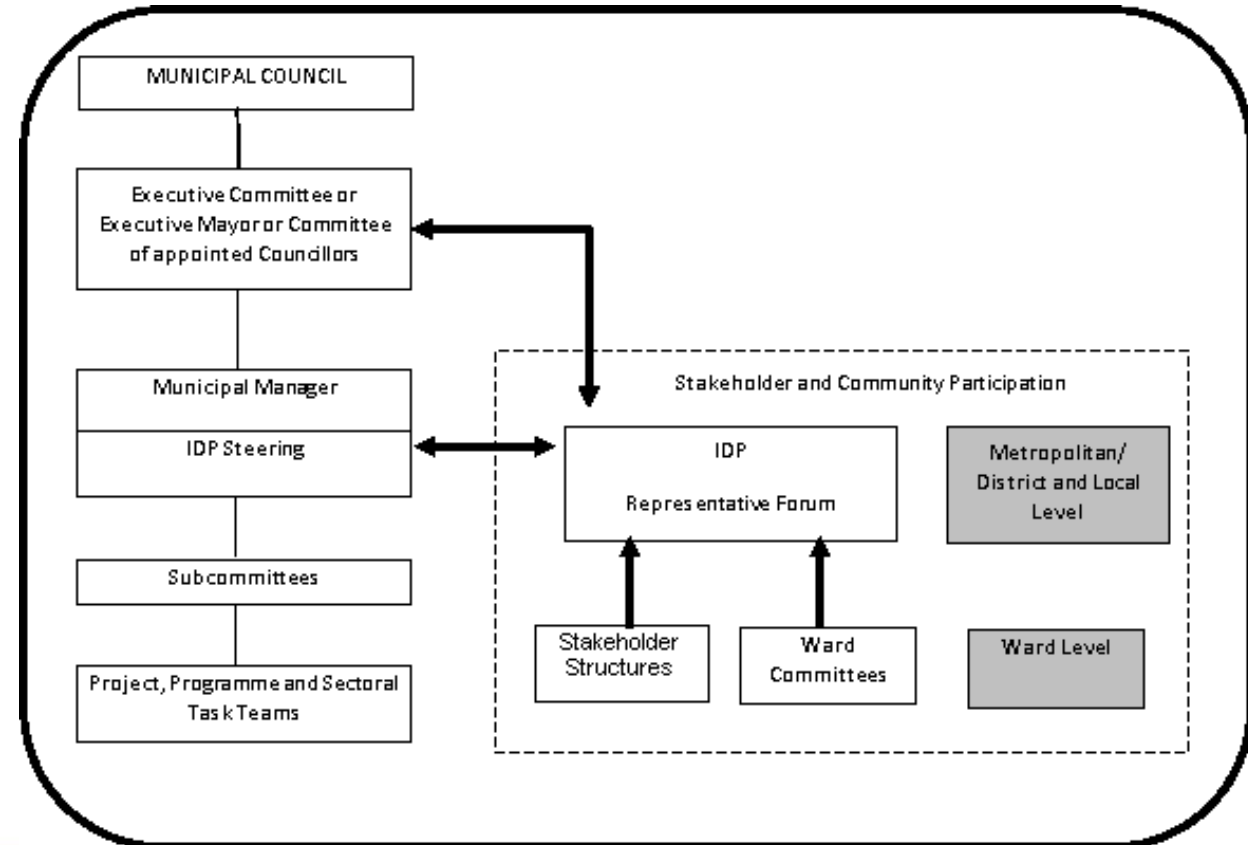 MUNICIPAL COUNCIL
Executive Committee or
Executive Mayor or Committee
of appointed Councillors
Municipal Manager
IDP Steering
Subcommittees
Project, Programme and Sectoral
Task Teams
Stakeholder and Community Participation
IDP
Representative Forum
Metropolitan/
District and Local
Level
Stakeholder
Structures
Ward
Committees
Ward Level